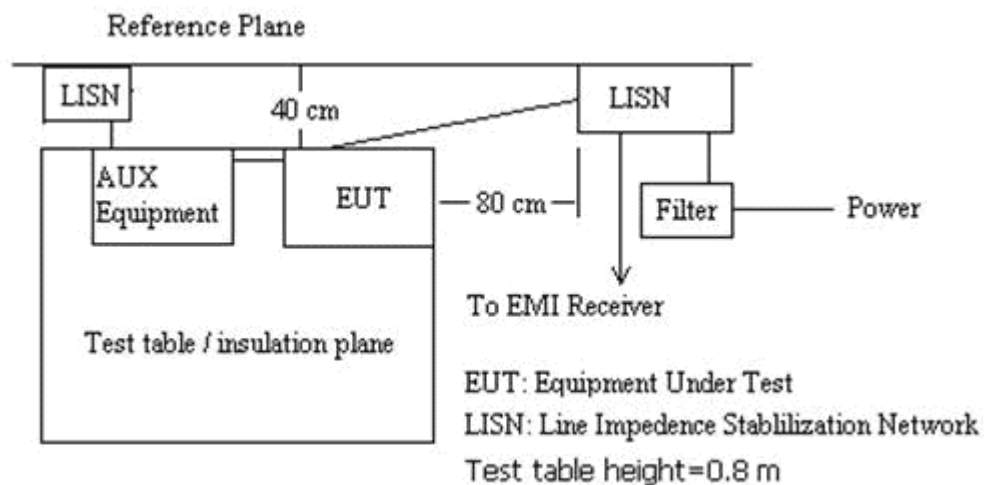 Reference Plane
LISN
40 cm
LISN
AUX
Equipment
EUT
80 cm
Filter
Power
To EMI Receiver
Test table / insulation plane
EUT: Equipment Under Test
LISN: Line Impedence Stablilization Network
Test table height=0.8 m